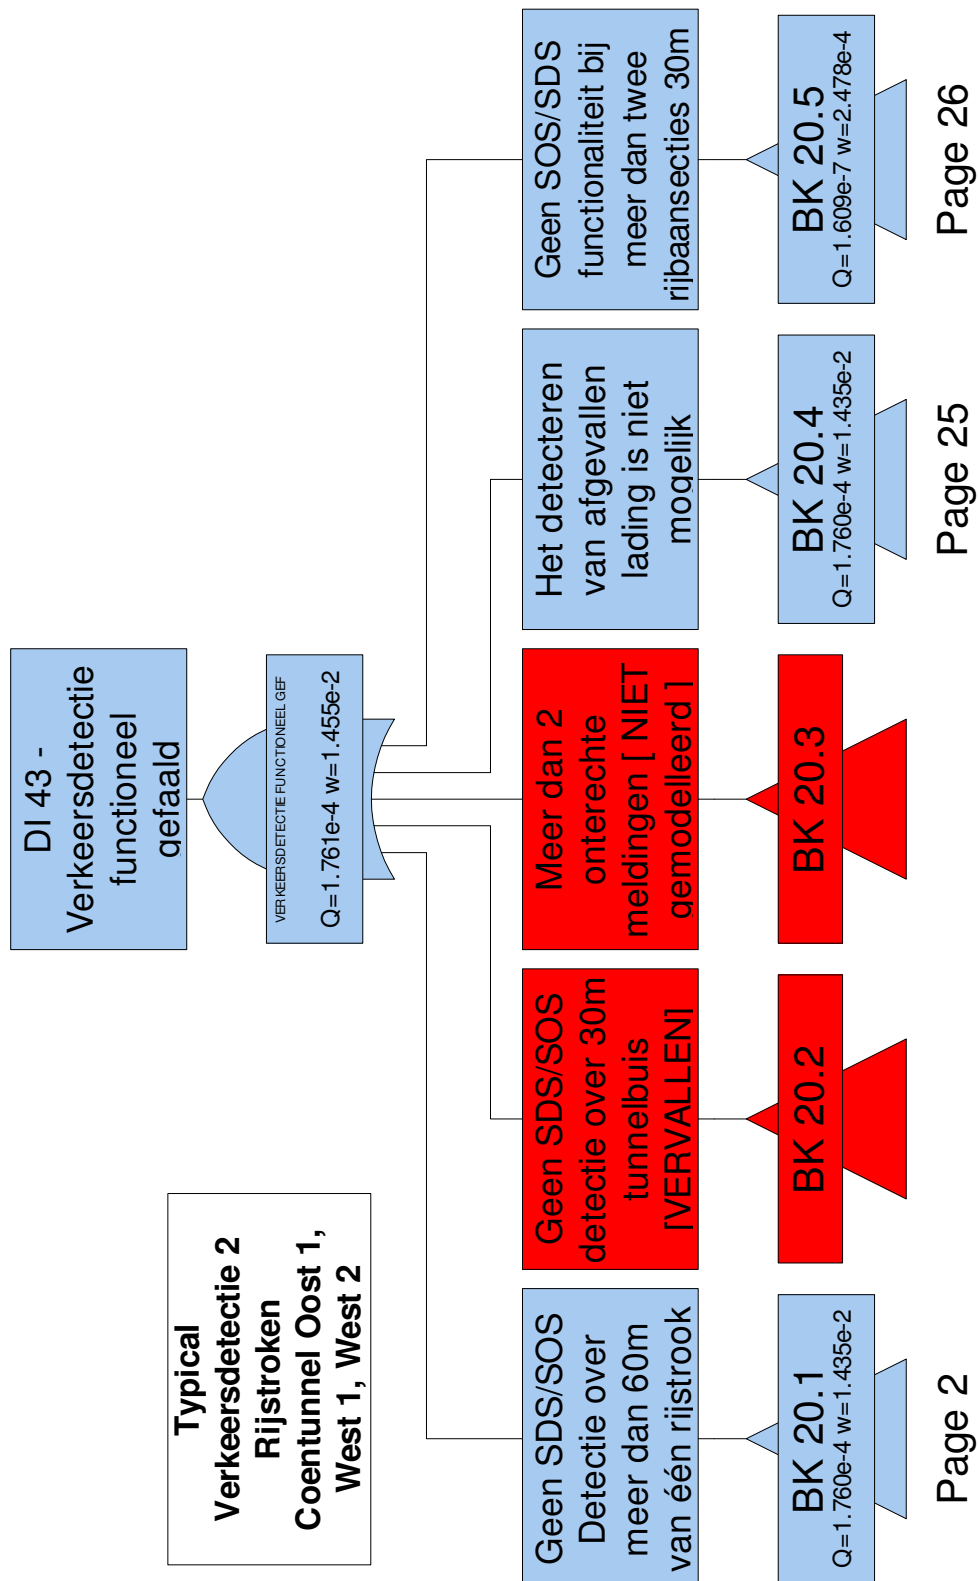 DI 43 -
Verkeersdetectie
functioneel
gefaald
VERKEERSDETECTIE FUNCTIONEEL GEF
Q=1.761e-4 w=1.455e-2
Typical
Verkeersdetectie 2
Rijstroken
Coentunnel Oost 1,
West 1, West 2
Geen SDS/SOS
Detectie over
meer dan 60m
van één rijstrook
BK 20.1
Q=1.760e-4 w=1.435e-2
Page 2
Geen SDS/SOS
detectie over 30m
tunnelbuis
[VERVALLEN]
BK 20.2
Meer dan 2
onterechte
meldingen [ NIET
gemodelleerd ]
BK 20.3
Het detecteren
van afgevallen
lading is niet
mogelijk
BK 20.4
Q=1.760e-4 w=1.435e-2
Page 25
Geen SOS/SDS
functionaliteit bij
meer dan twee
rijbaansecties 30m
BK 20.5
Q=1.609e-7 w=2.478e-4
Page 26